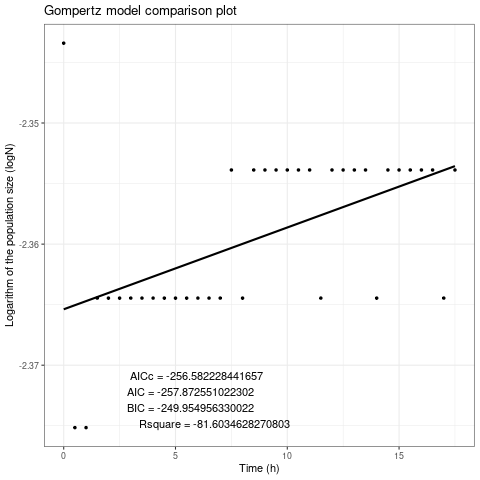 Gompertz model comparison plot
Logarithm of the population size (logN)
-2.35
-2.36
-2.37
AICc = -256.582228441657
AIC = -257.872551022302
BIC = -249.954956330022
Rsquare = -81.6034628270803
0
5
10
15
Time (h)